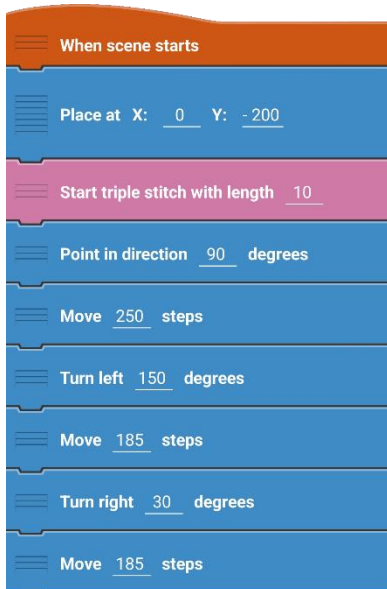 When scene starts
Place at X: 0 Y: - 200
Start triple stitch with length 10
Point in direction 90 degrees
Move 250 steps
Turn left 150 degrees
Move 185 steps
Turn right 30 degrees
Move 185 steps